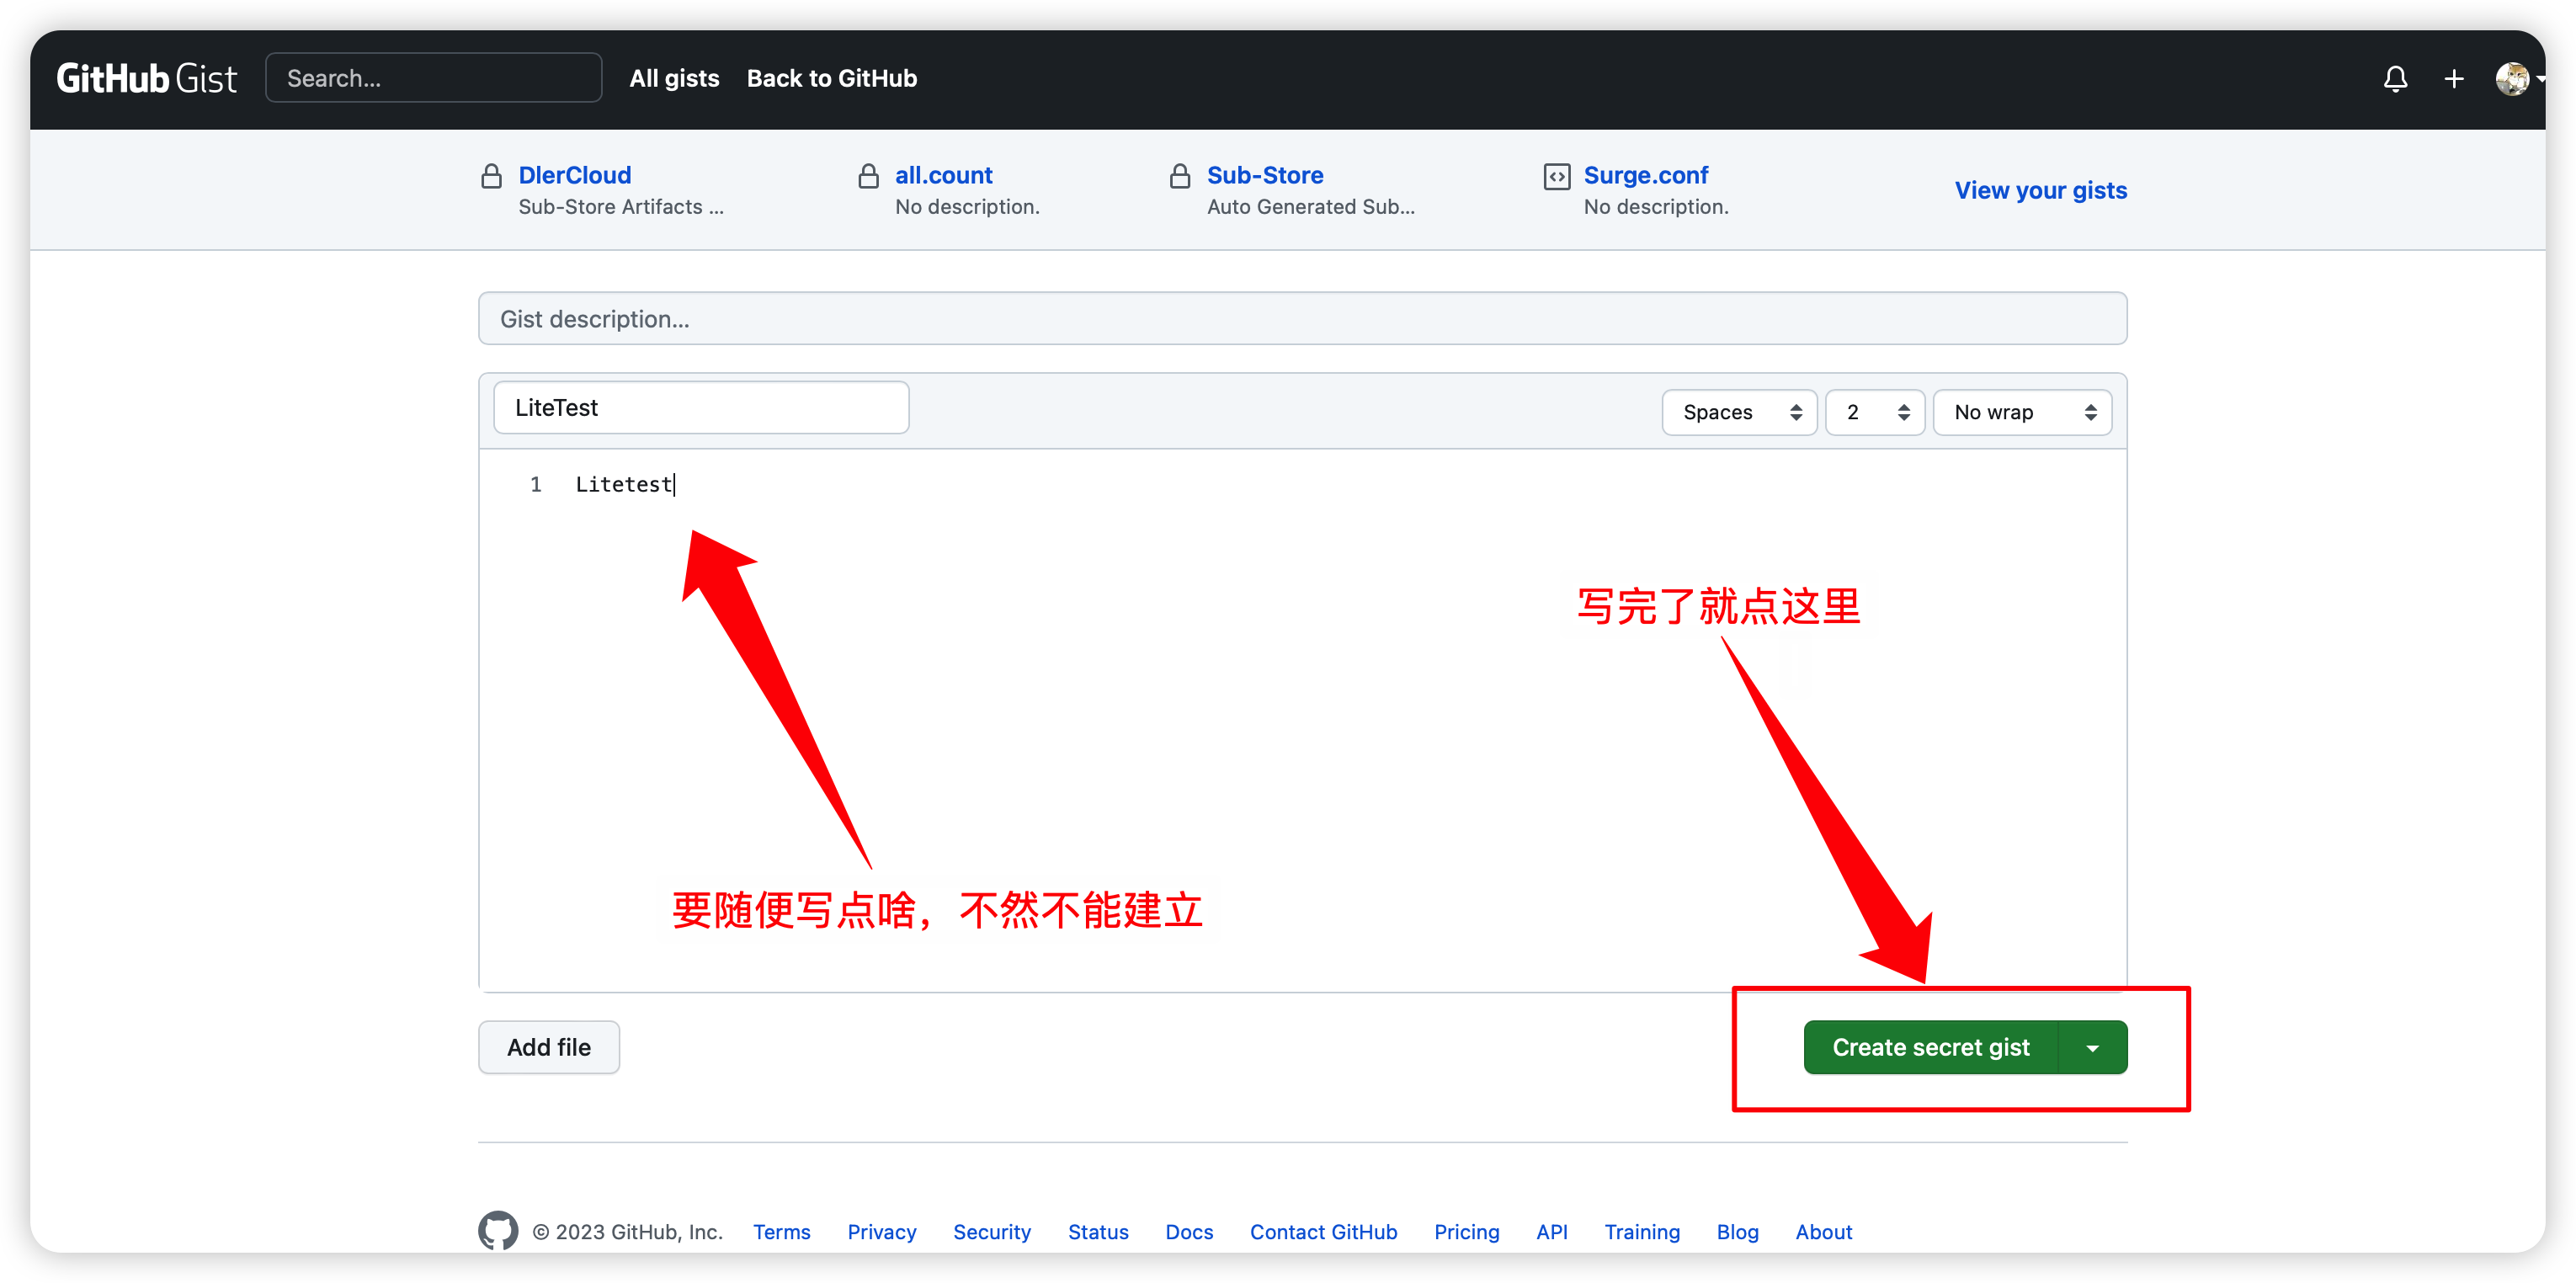 GitHub Gist Search... All gists Back to GitHub
DlerCloud all.count Sub-Store Surge.conf View your gists
Sub-Store Artifacts ... No description. Auto Generated Sub... No description.
Gist description...
LiteTest Spaces 2 No wrap
1 Litetest
写完了就点这里
要随便写点啥，不然不能建立
Add file Create secret gist
© 2023 GitHub, Inc. Terms Privacy Security Status Docs Contact GitHub Pricing API Training Blog About